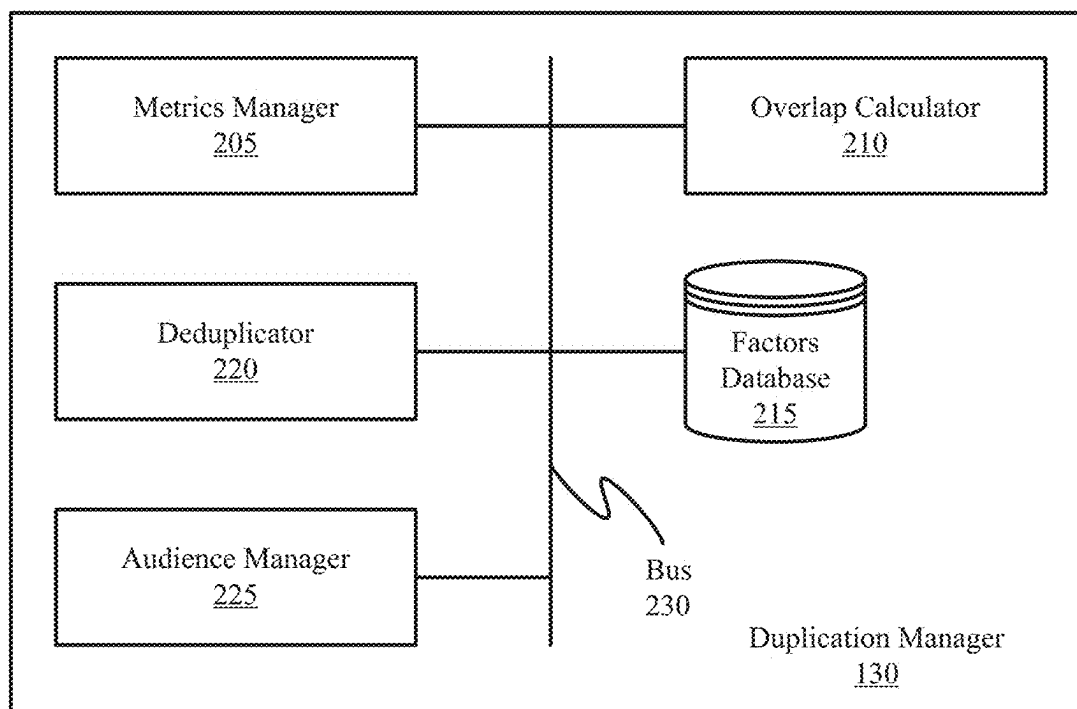 Metrics Manager
205
Overlap Calculator
210
Deduplicator
220
Factors
Database
215
Audience Manager
225
Bus
230
Duplication Manager
130